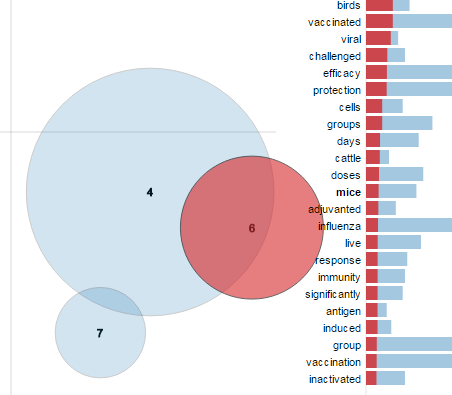 birds
vaccinated
viral
challenged
efficacy
protection
cells
groups
days
cattle
doses
mice
adjuvanted
influenza
live
response
immunity
significantly
antigen
induced
group
vaccination
inactivated
4
6
7